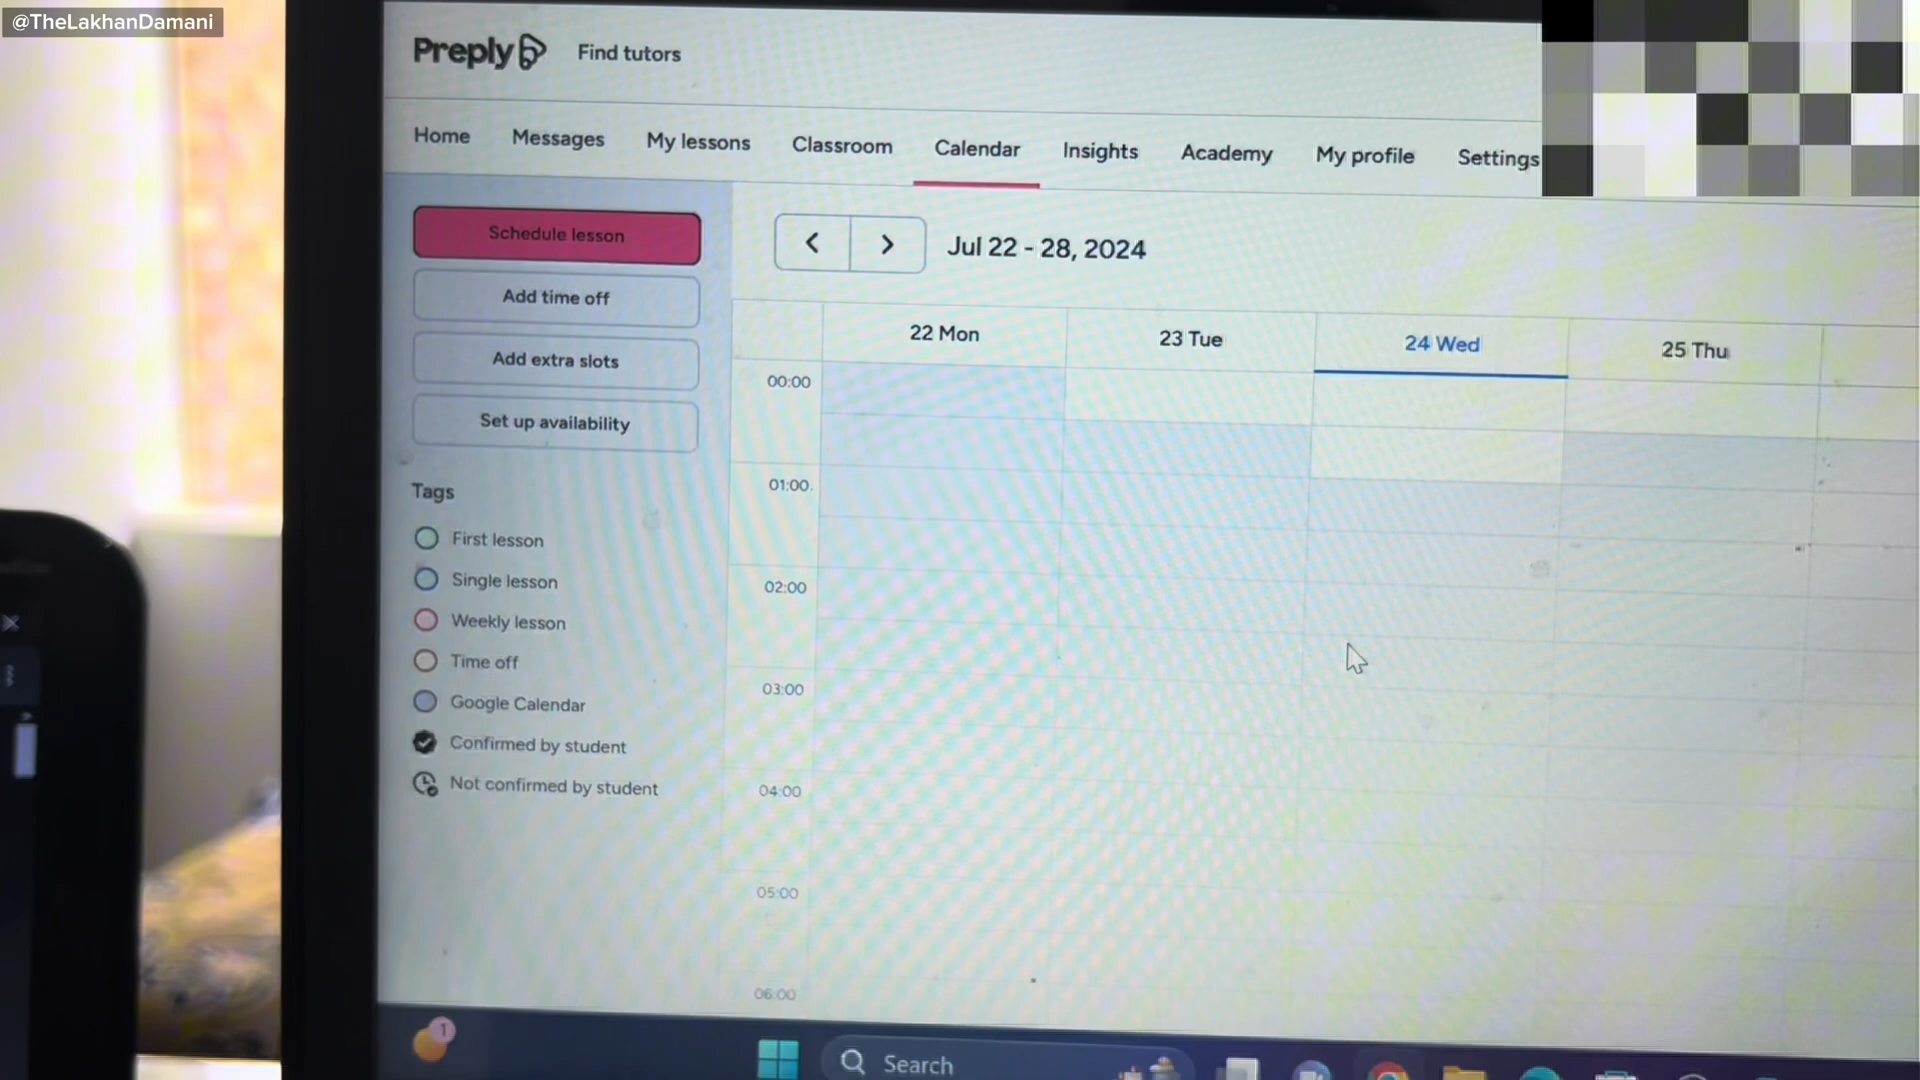 @TheLakhanDamani
Preply Find tutors
Home Messages My lessons Classroom Calendar Insights Academy My profile Settings
Schedule lesson
Add time off
Add extra slots
Set up availability
Tags
First lesson
Single lesson
Weekly lesson
Time off
Google Calendar
Confirmed by student
Not confirmed by student
Jul 22 - 28, 2024
22 Mon 23 Tue 24 Wed 25 Thu
00:00
01:00
02:00
03:00
04:00
05:00
06:00
1
Search